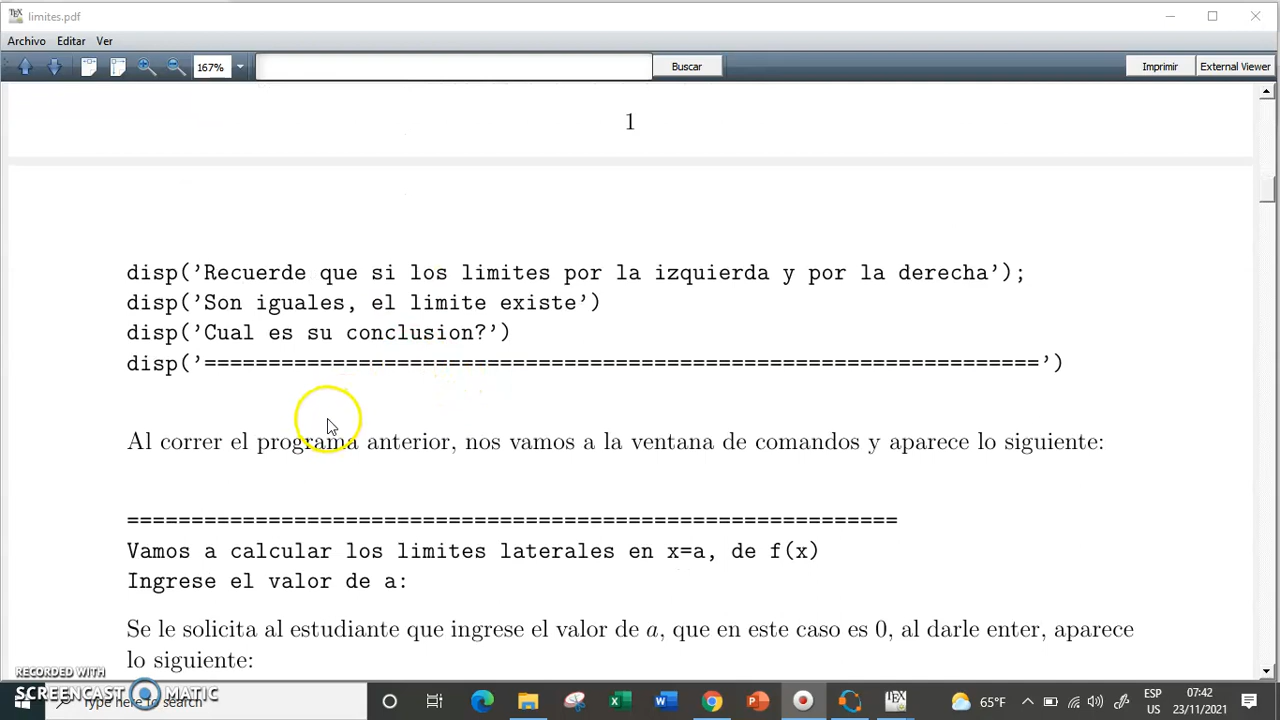 limites.pdf
Archivo Editar Ver
167% Buscar Imprimir External Viewer
1
disp('Recuerde que si los limites por la izquierda y por la derecha');
disp('Son iguales, el limite existe')
disp('Cual es su conclusion?')
disp('=================================================================')
Al correr el programa anterior, nos vamos a la ventana de comandos y aparece lo siguiente:
============================================================
Vamos a calcular los limites laterales en x=a, de f(x)
Ingrese el valor de a:
Se le solicita al estudiante que ingrese el valor de a, que en este caso es 0, al darle enter, aparece
lo siguiente:
RECORDED WITH
SCREENCAST MATIC
Type here to search
65°F
ESP
US
07:42
23/11/2021